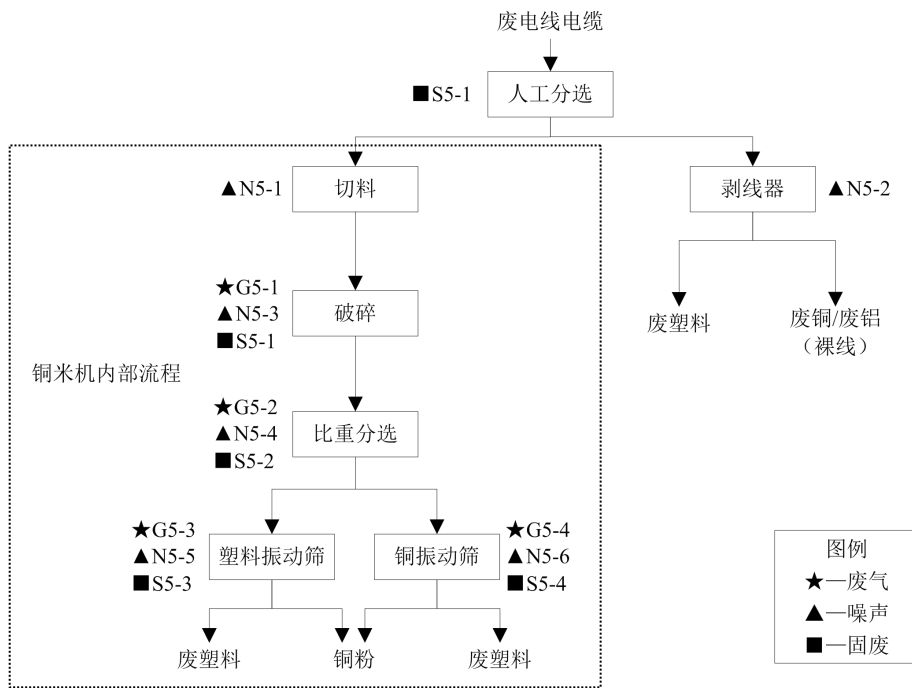 废电线电缆
■S5-1
人工分选
▲N5-1
切料
剥线器
▲N5-2
★G5-1
▲N5-3
■S5-1
破碎
废塑料
废铜/废铝
（裸线）
铜米机内部流程
★G5-2
▲N5-4
■S5-2
比重分选
★G5-3
▲N5-5
■S5-3
塑料振动筛
铜振动筛
★G5-4
▲N5-6
■S5-4
废塑料
铜粉
废塑料
图例
★—废气
▲—噪声
■—固废